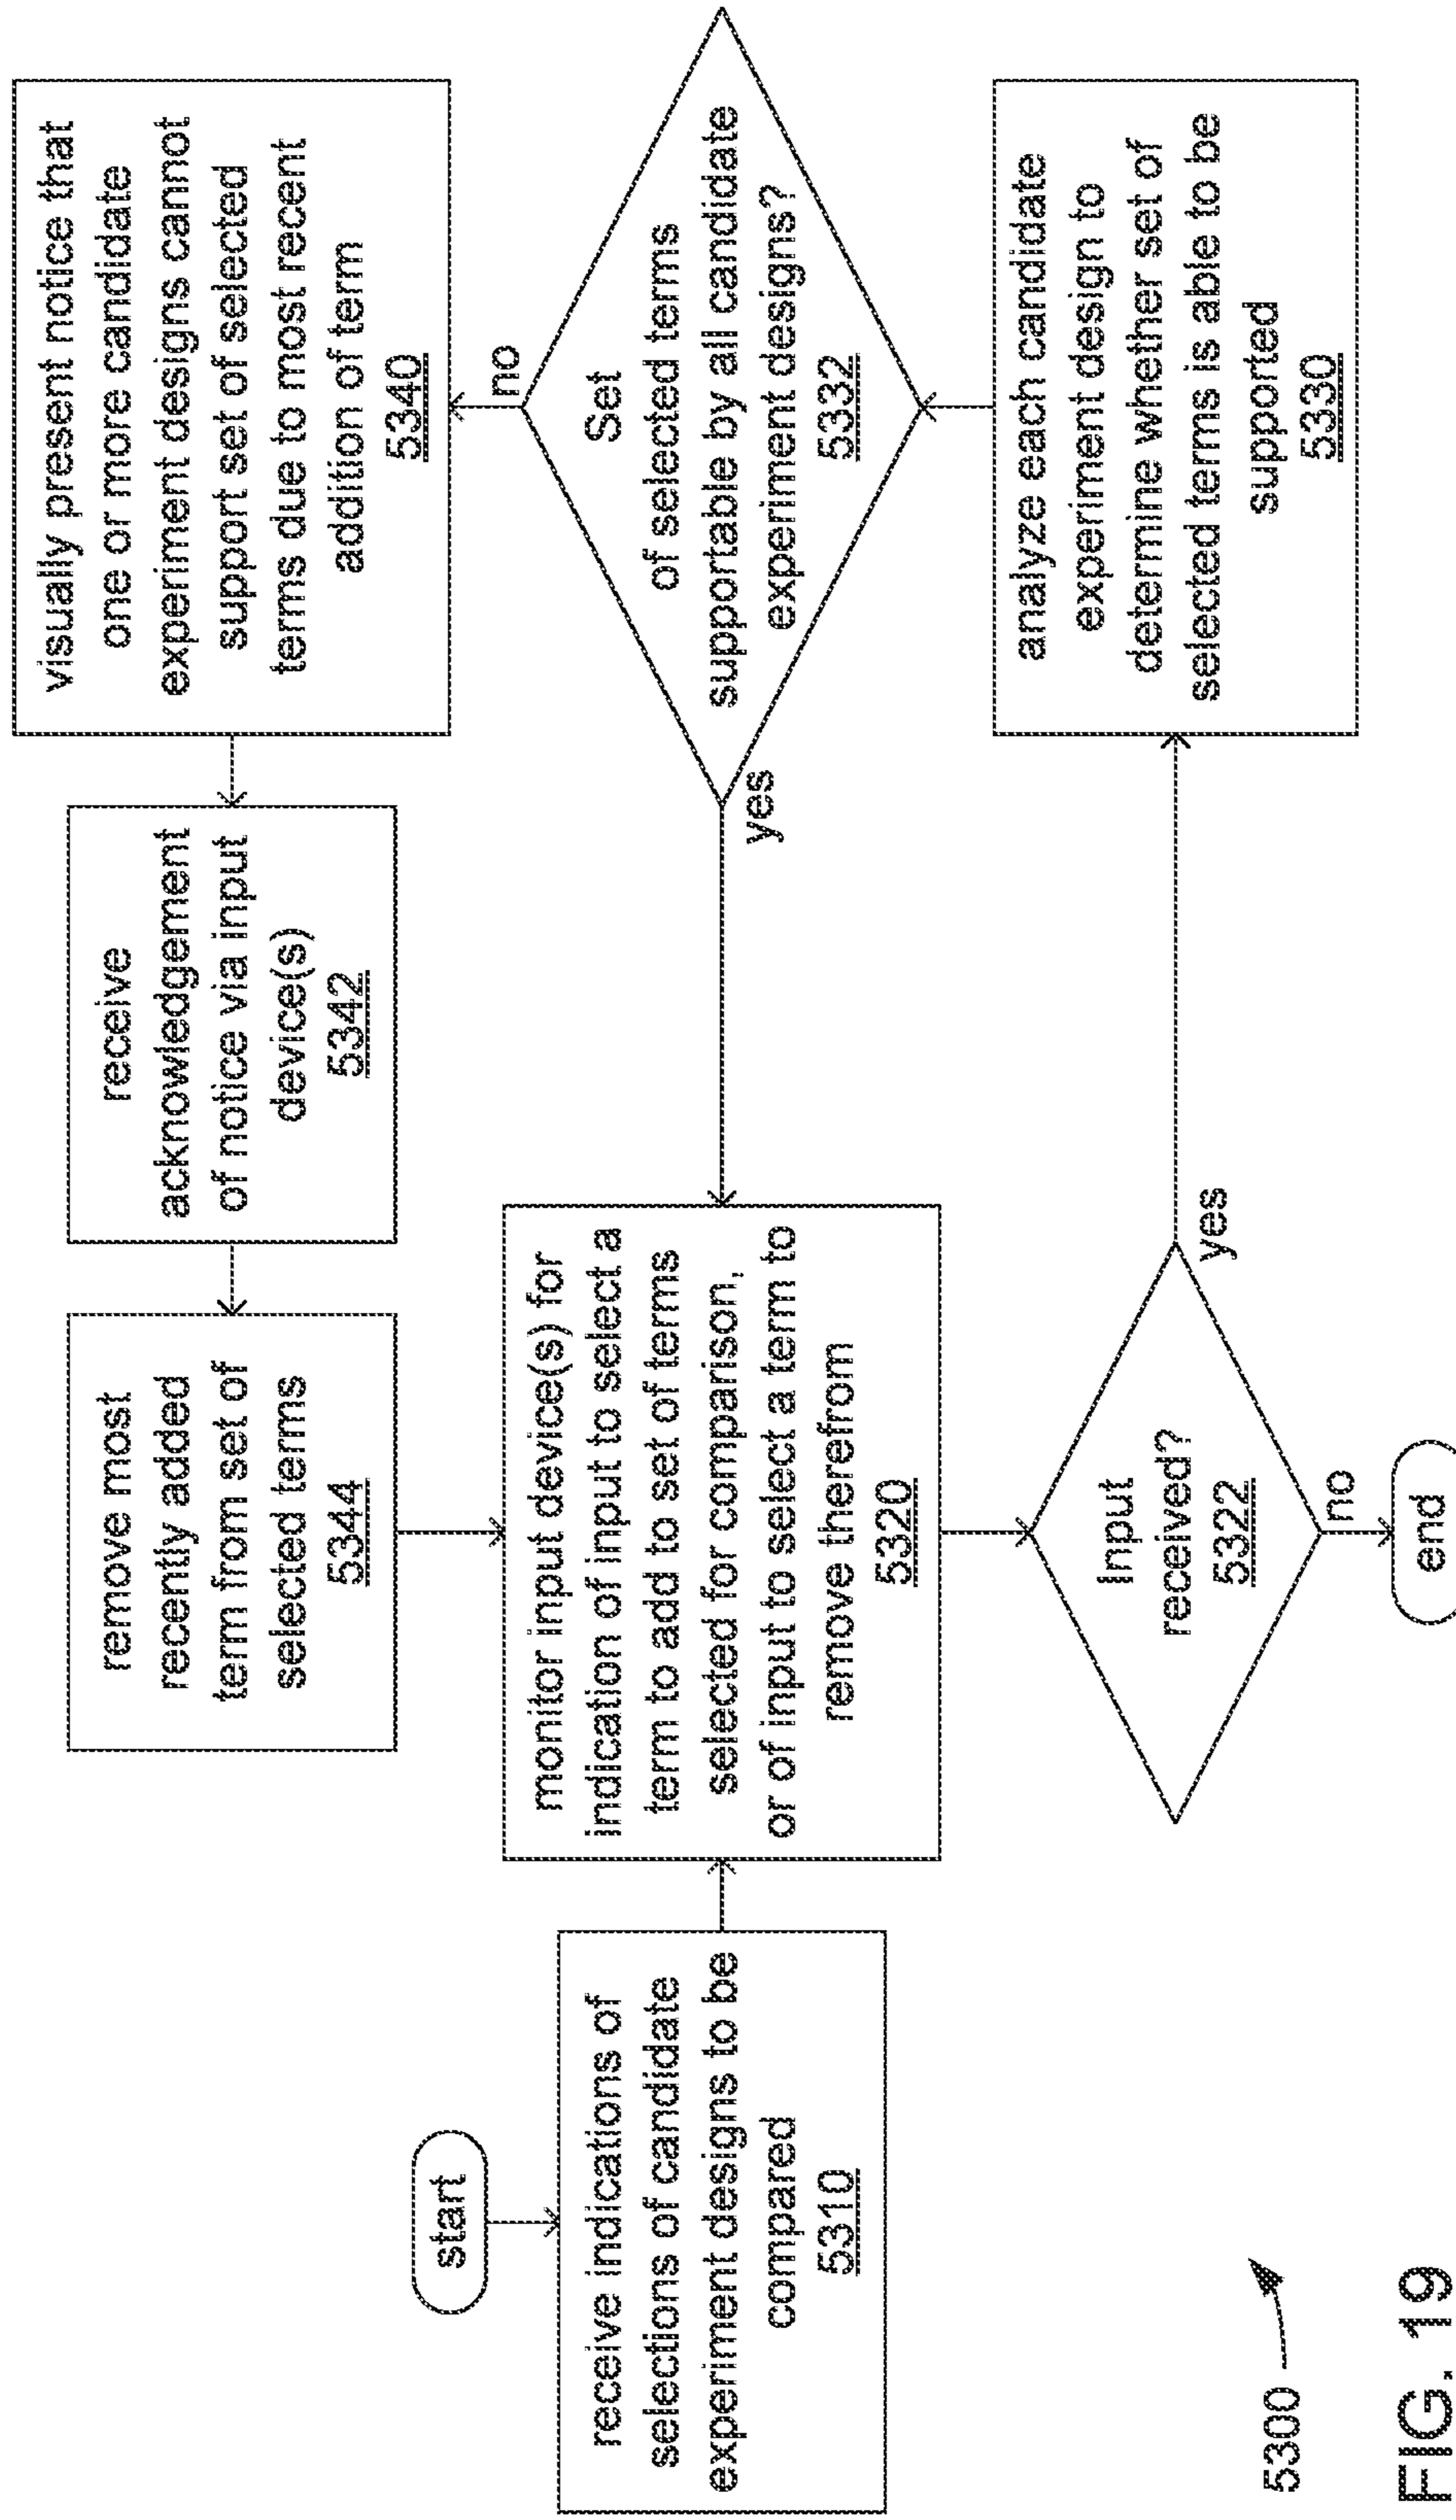 start
receive indications of
selections of candidate
experiment designs to be
compared
5310
monitor input device(s) for
indication of input to select a
term to add to set of terms
selected for comparison,
or of input to select a term to
remove therefrom
5320
Input
received?
5322
no
end
yes
analyze each candidate
experiment design to
determine whether set of
selected terms is able to be
supported
5330
Set
of selected terms
supportable by all candidate
experiment designs?
5332
yes
no
visually present notice that
one or more candidate
experiment designs cannot
support set of selected
terms due to most recent
addition of term
5340
receive
acknowledgement
of notice via input
device(s)
5342
remove most
recently added
term from set of
selected terms
5344
5300
FIG. 19